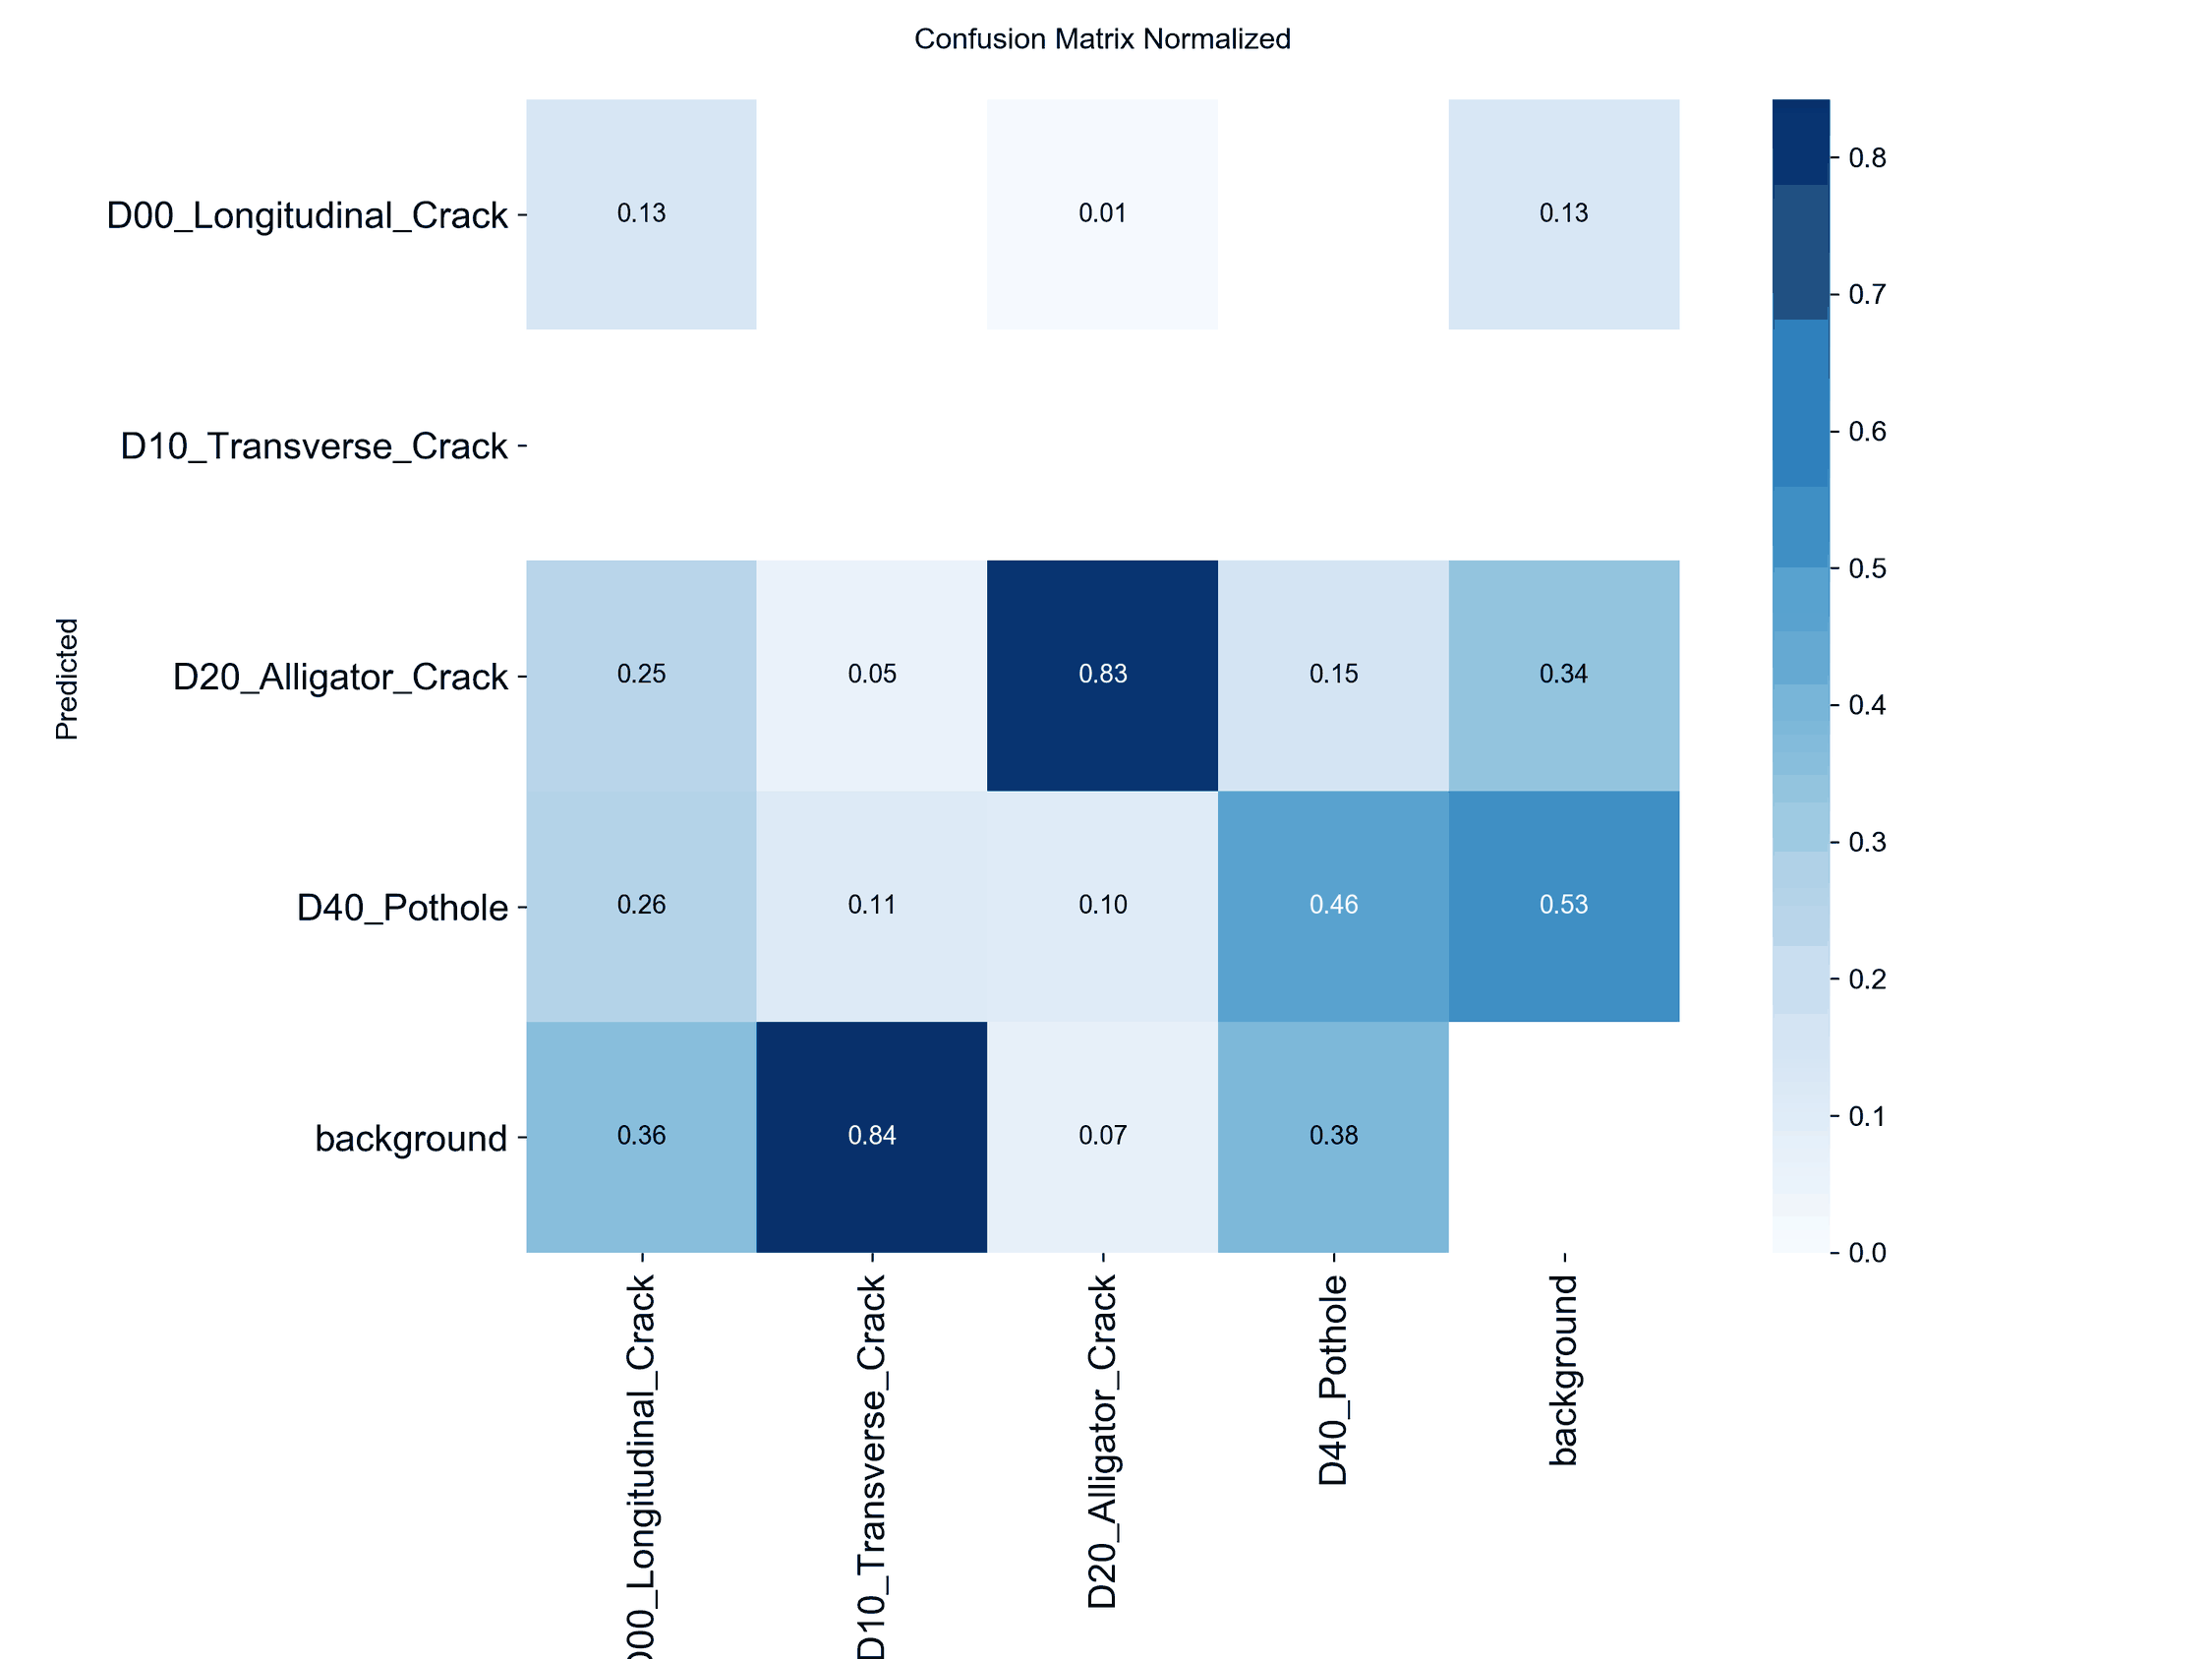 Confusion Matrix Normalized
D00_Longitudinal_Crack
0.13
0.01
0.13
D10_Transverse_Crack
Predicted
D20_Alligator_Crack
0.25
0.05
0.83
0.15
0.34
D40_Pothole
0.26
0.11
0.10
0.46
0.53
background
0.36
0.84
0.07
0.38
D00_Longitudinal_Crack
D10_Transverse_Crack
D20_Alligator_Crack
D40_Pothole
background
0.8
0.7
0.6
0.5
0.4
0.3
0.2
0.1
0.0